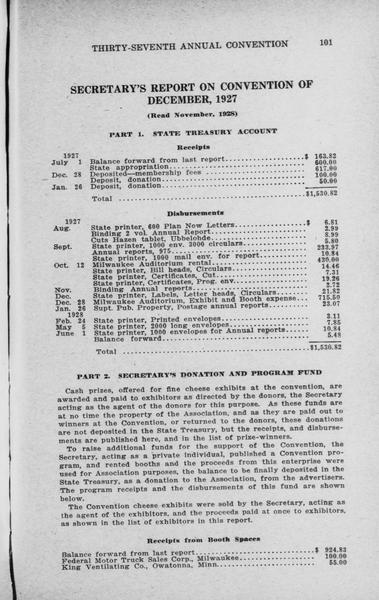 THIRTY-SEVENTH ANNUAL CONVENTION 101
SECRETARY'S REPORT ON CONVENTION OF
DECEMBER, 1927
(Read November, 1928)
PART 1. STATE TREASURY ACCOUNT
Receipts
1927
July 1 Balance forward from last report $ 163.82
State appropriation 600.00
Dec. 28 Deposited—membership fees 617.00
Deposit, donation 100.00
Jan. 26 Deposit, donation 50.00
Total $1,530.82
Disbursements
1927
Aug. State printer, 600 Plan Now Letters $ 6.81
Binding 2 vol. Annual Report 2.99
Cuts Hazen tablet, Ubbelohde 8.99
Sept. State printer, 1000 env. 3000 circulars 5.80
Annual reports, 975 232.97
State printer, 1000 mail env. for report 10.84
Oct. 12 Milwaukee Auditorium rental 420.00
State printer, Bill heads, Circulars 14.46
State printer, Certificates, Cut 7.31
State printer, Certificates, Prog. env. 19.26
Nov. Binding Annual Reports 2.72
Dec. State printer, Labels, Letter heads, Circulars 21.82
Dec. 28 Milwaukee Auditorium, Exhibit and Booth expense 715.50
Jan. 26 Supt. Pub. Property, Postage annual reports 23.07
1928
Feb. 24 State printer, Printed envelopes 3.11
May 5 State printer, 2000 long envelopes 7.85
June 1 State printer, 1000 envelopes for Annual Reports 10.84
Balance forward 5.48
Total $1,530.82
PART 2. SECRETARY'S DONATION AND PROGRAM FUND
Cash prizes, offered for fine cheese exhibits at the convention, are
awarded and paid to exhibitors as directed by the donors, the Secretary
acting as the agent of the donors for this purpose. As these funds are
at no time the property of the Association, and as they are paid out to
winners at the Convention, or returned to the donors, these donations
are not deposited in the State Treasury, but the receipts, and disburse-
ments are published here, and in the list of prize-winners.
To raise additional funds for the support of the Convention, the
Secretary, acting as a private individual, published a Convention pro-
gram, and rented booths and the proceeds from this enterprise were
used for Association purposes, the balance to be finally deposited in the
State Treasury, as a donation to the Association, from the advertisers.
The program receipts and the disbursements of this fund are shown
below.
The Convention cheese exhibits were sold by the Secretary, acting as
the agent of the exhibitors, and the proceeds paid at once to exhibitors,
as shown in the list of exhibitors in this report.
Receipts from Booth Spaces
Balance forward from last report $ 924.83
Federal Motor Truck Sales Corp., Milwaukee 100.00
King Ventilating Co., Owatonna, Minn. 55.00